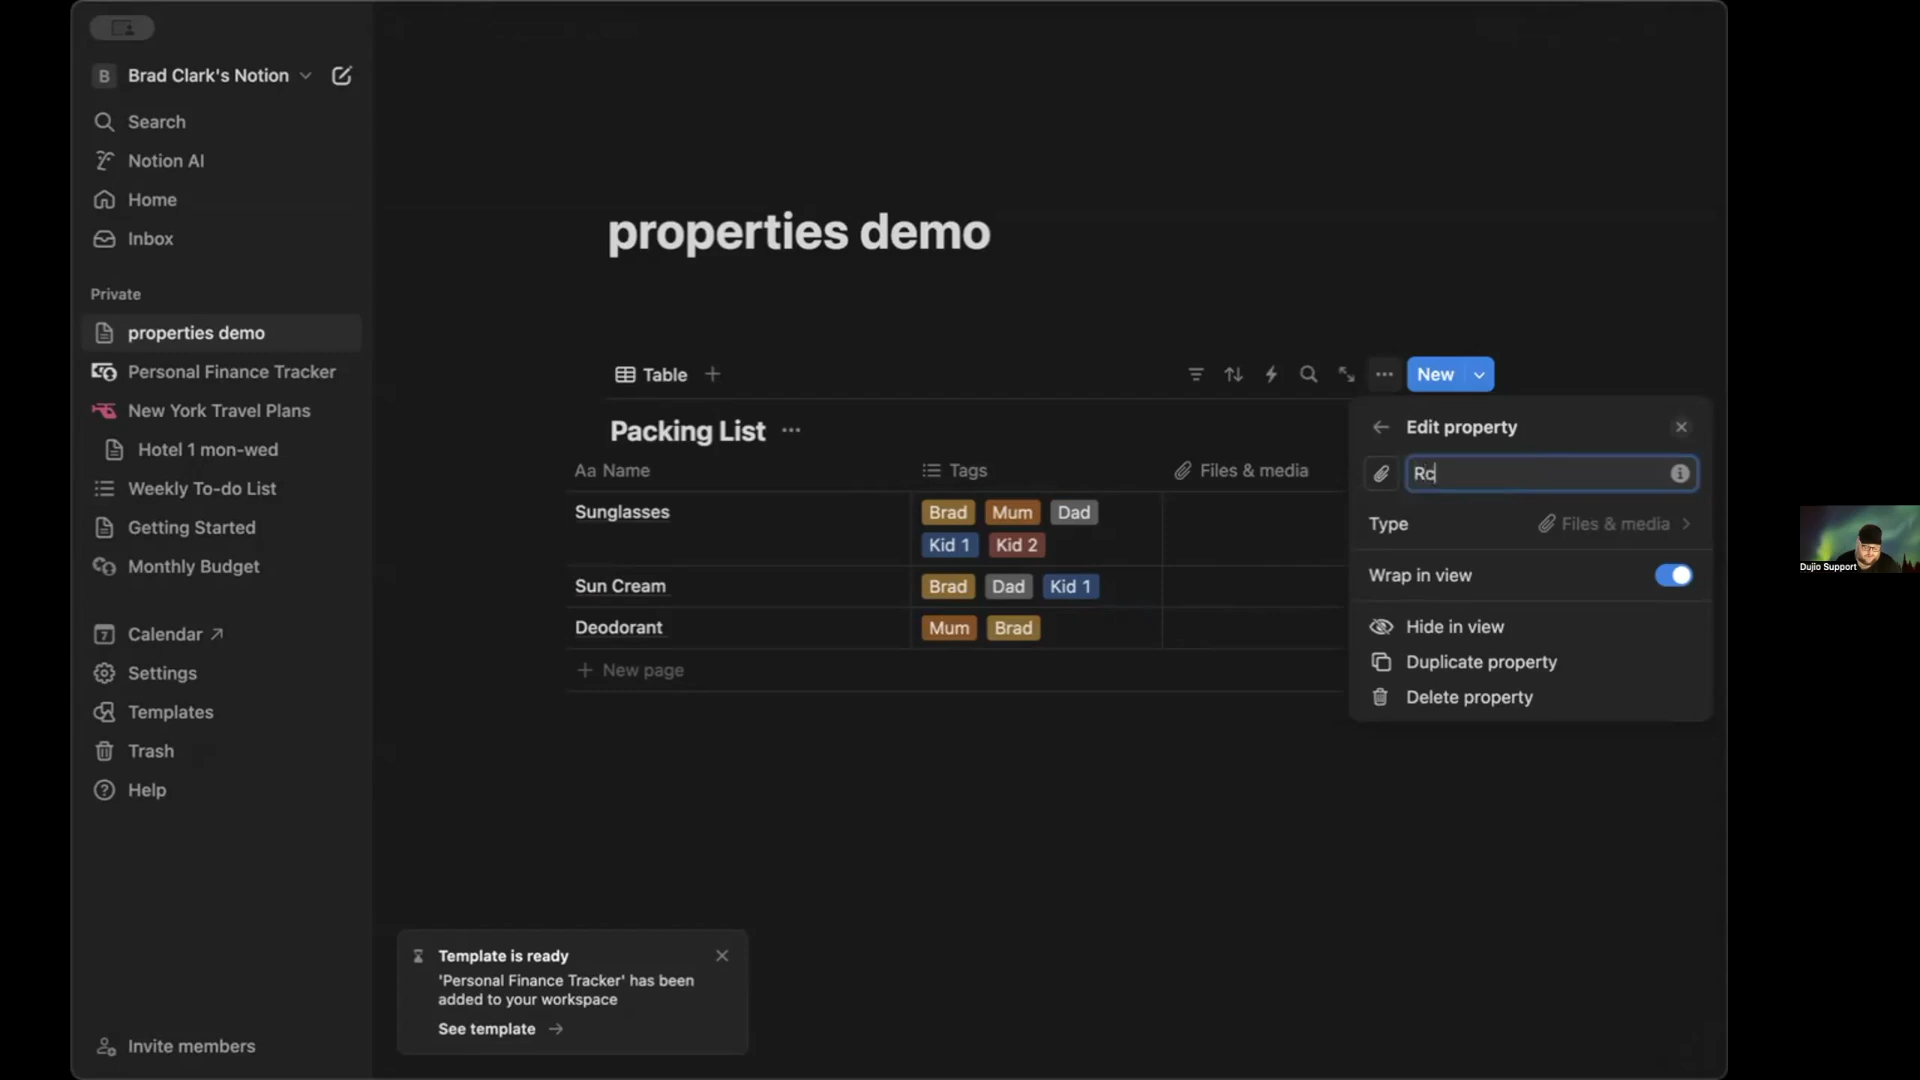 B Brad Clark's Notion
Search
Notion AI
Home
Inbox
Private
properties demo
Personal Finance Tracker
New York Travel Plans
Hotel 1 mon-wed
Weekly To-do List
Getting Started
Monthly Budget
7 Calendar ↗
Settings
Templates
Trash
Help
Invite members
properties demo
Table
New
Packing List ...
Aa Name Tags Files & media
Sunglasses Brad Mum Dad
Kid 1 Kid 2
Sun Cream Brad Dad Kid 1
Deodorant Mum Brad
+ New page
Edit property
Rc
Type Files & media
Wrap in view
Hide in view
Duplicate property
Delete property
Template is ready
'Personal Finance Tracker' has been
added to your workspace
See template →
Dujio Support